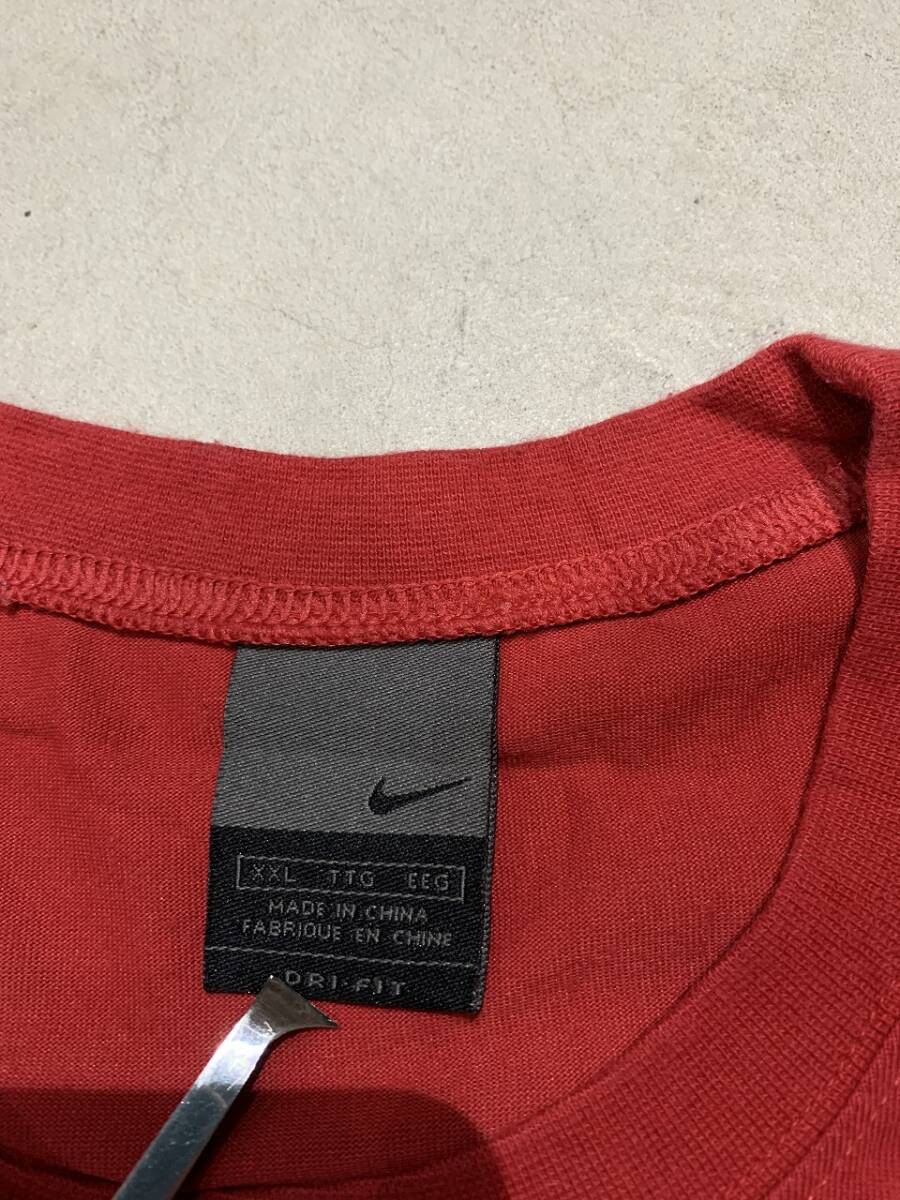 XXL TTG EEG
MADE IN CHINA
FABRIQUE EN CHINE
DRI·FIT